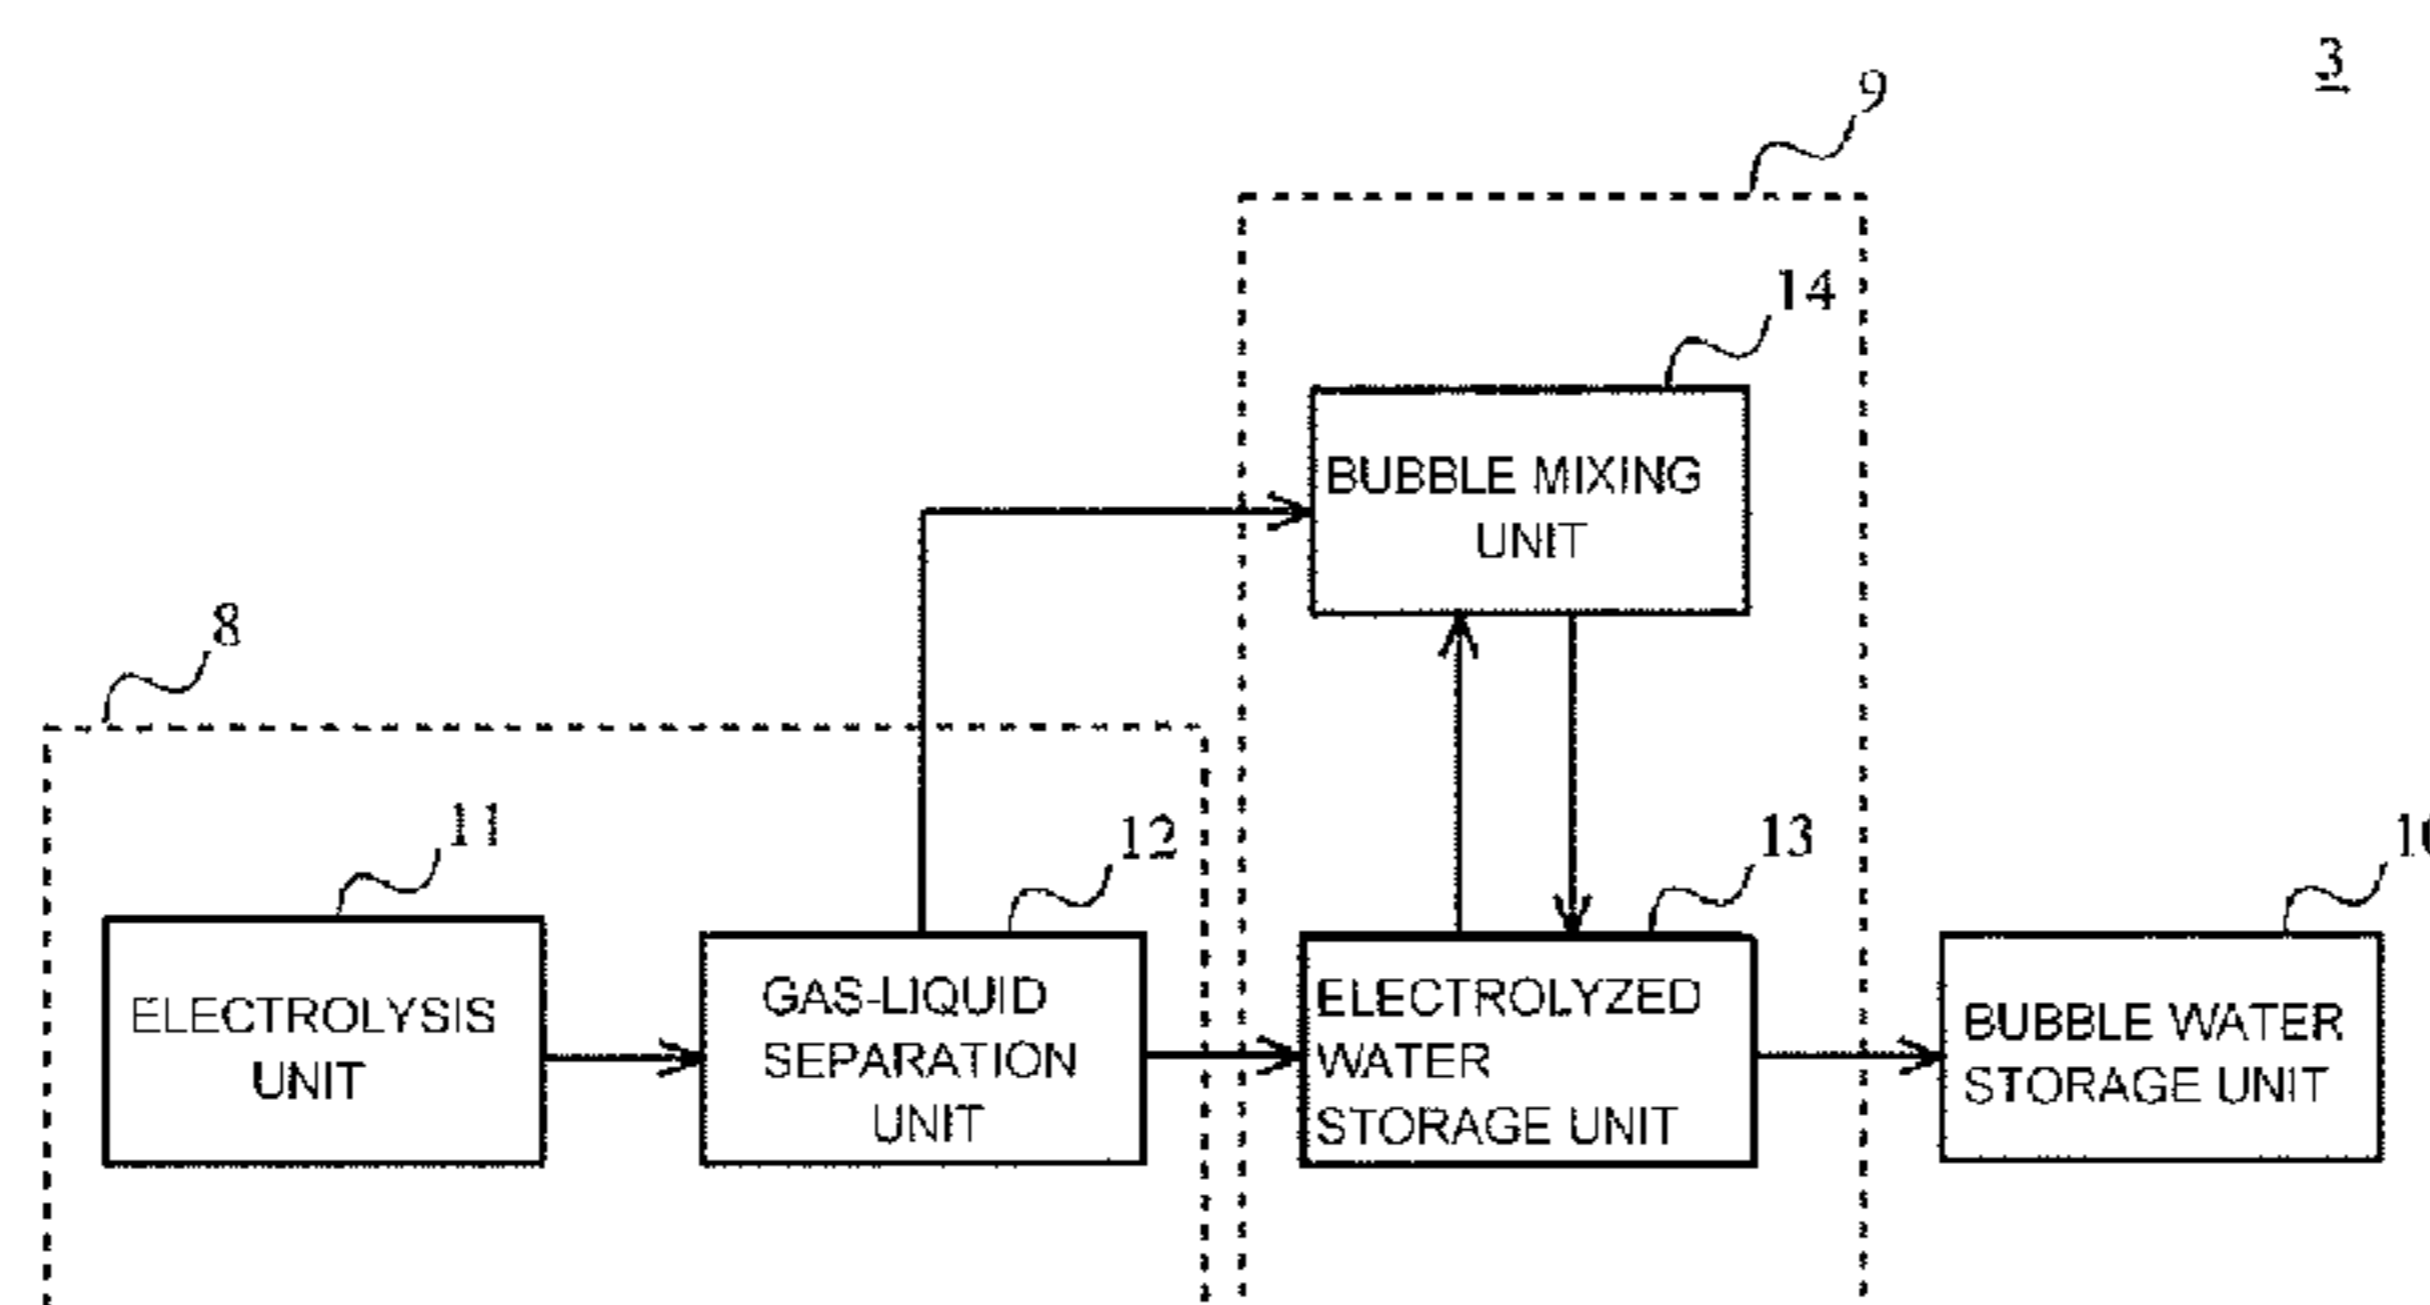 3
9
14
BUBBLE MIXING
UNIT
8
11
12
13
10
ELECTROLYSIS
UNIT
GAS-LIQUID
SEPARATION
UNIT
ELECTROLYZED
WATER
STORAGE UNIT
BUBBLE WATER
STORAGE UNIT